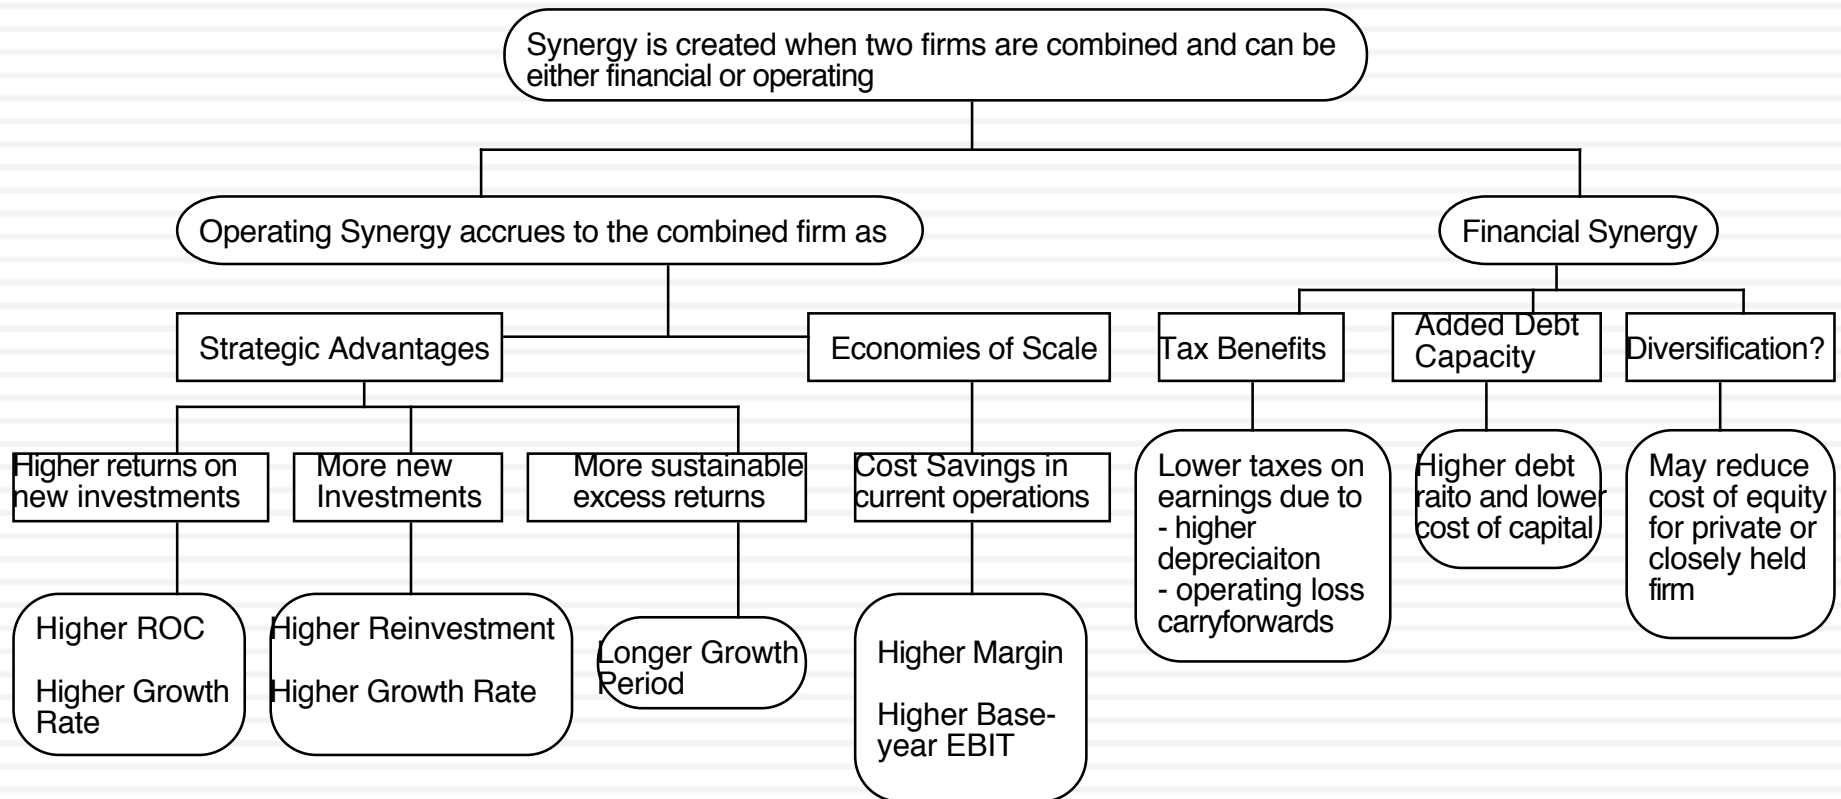 Synergy is created when two firms are combined and can be
either financial or operating
Operating Synergy accrues to the combined firm as
Financial Synergy
Strategic Advantages
Economies of Scale
Tax Benefits
Added Debt
Capacity
Diversification?
Higher returns on
new investments
More new
Investments
More sustainable
excess returns
Cost Savings in
current operations
Lower taxes on
earnings due to
- higher
depreciaiton
- operating loss
carryforwards
Higher debt
raito and lower
cost of capital
May reduce
cost of equity
for private or
closely held
firm
Higher ROC
Higher Growth
Rate
Higher Reinvestment
Higher Growth Rate
Longer Growth
Period
Higher Margin
Higher Base-
year EBIT